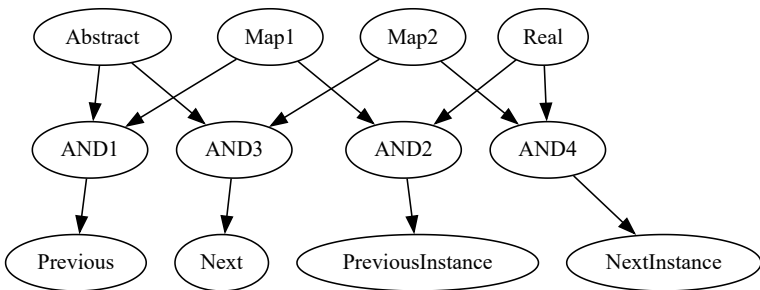 Abstract
Map1
Map2
Real
AND1
AND3
AND2
AND4
Previous
Next
PreviousInstance
NextInstance